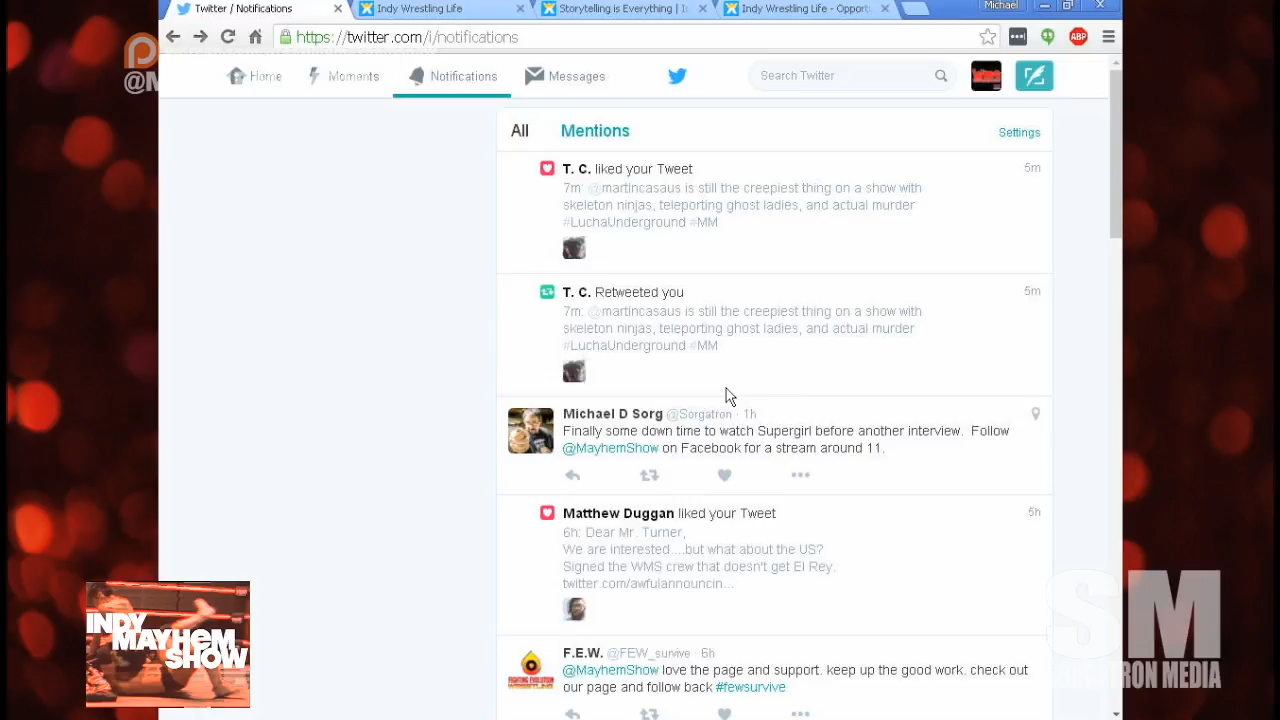 Twitter / Notifications
Indy Wrestling Life
Storytelling is Everything | I
Indy Wrestling Life - Opport
Michael
https://twitter.com/i/notifications
ABP
@M
Home
Moments
Notifications
Messages
Search Twitter
All
Mentions
Settings
T. C. liked your Tweet
5m
7m: @martincasaus is still the creepiest thing on a show with
skeleton ninjas, teleporting ghost ladies, and actual murder
#LuchaUnderground #MM
T. C. Retweeted you
5m
7m: @martincasaus is still the creepiest thing on a show with
skeleton ninjas, teleporting ghost ladies, and actual murder
#LuchaUnderground #MM
Michael D Sorg @Sorgatron · 1h
Finally some down time to watch Supergirl before another interview. Follow
@MayhemShow on Facebook for a stream around 11.
Matthew Duggan liked your Tweet
5h
6h: Dear Mr. Turner,
We are interested....but what about the US?
Signed the WMS crew that doesn't get El Rey.
twitter.com/awfulannouncin...
F.E.W. @FEW_survive · 6h
@MayhemShow love the page and support. keep up the good work. check out
our page and follow back #fewsurvive
INDY
MAYHEM
SHOW
SM
TRON MEDIA